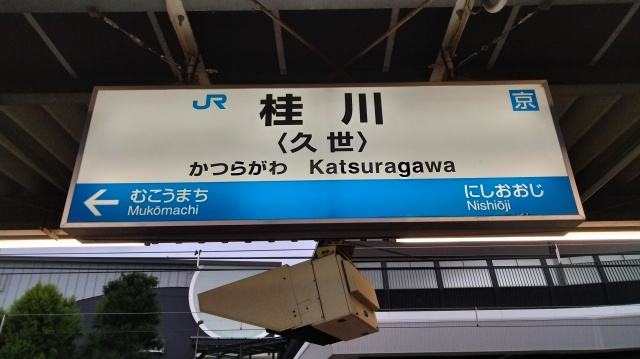 JR 桂川 京
〈久世〉
かつらがわ Katsuragawa
← むこうまち にしおおじ
Mukōmachi Nishiōji